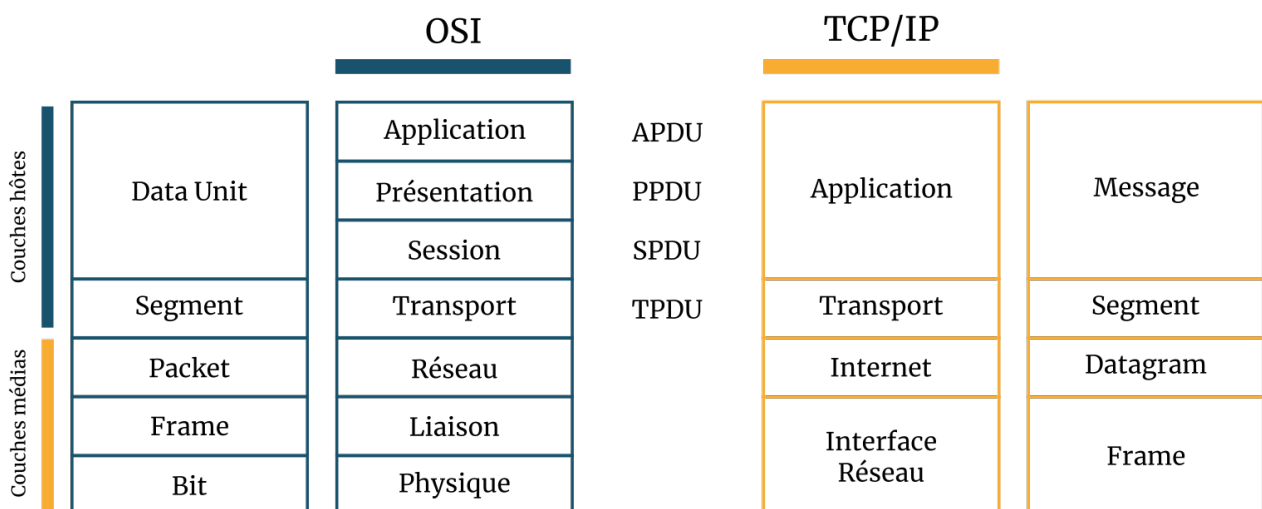 OSI
TCP/IP
Couches hôtes
Couches médias
Data Unit
Segment
Packet
Frame
Bit
Application
Présentation
Session
Transport
Réseau
Liaison
Physique
APDU
PPDU
SPDU
TPDU
Application
Transport
Internet
Interface
Réseau
Message
Segment
Datagram
Frame